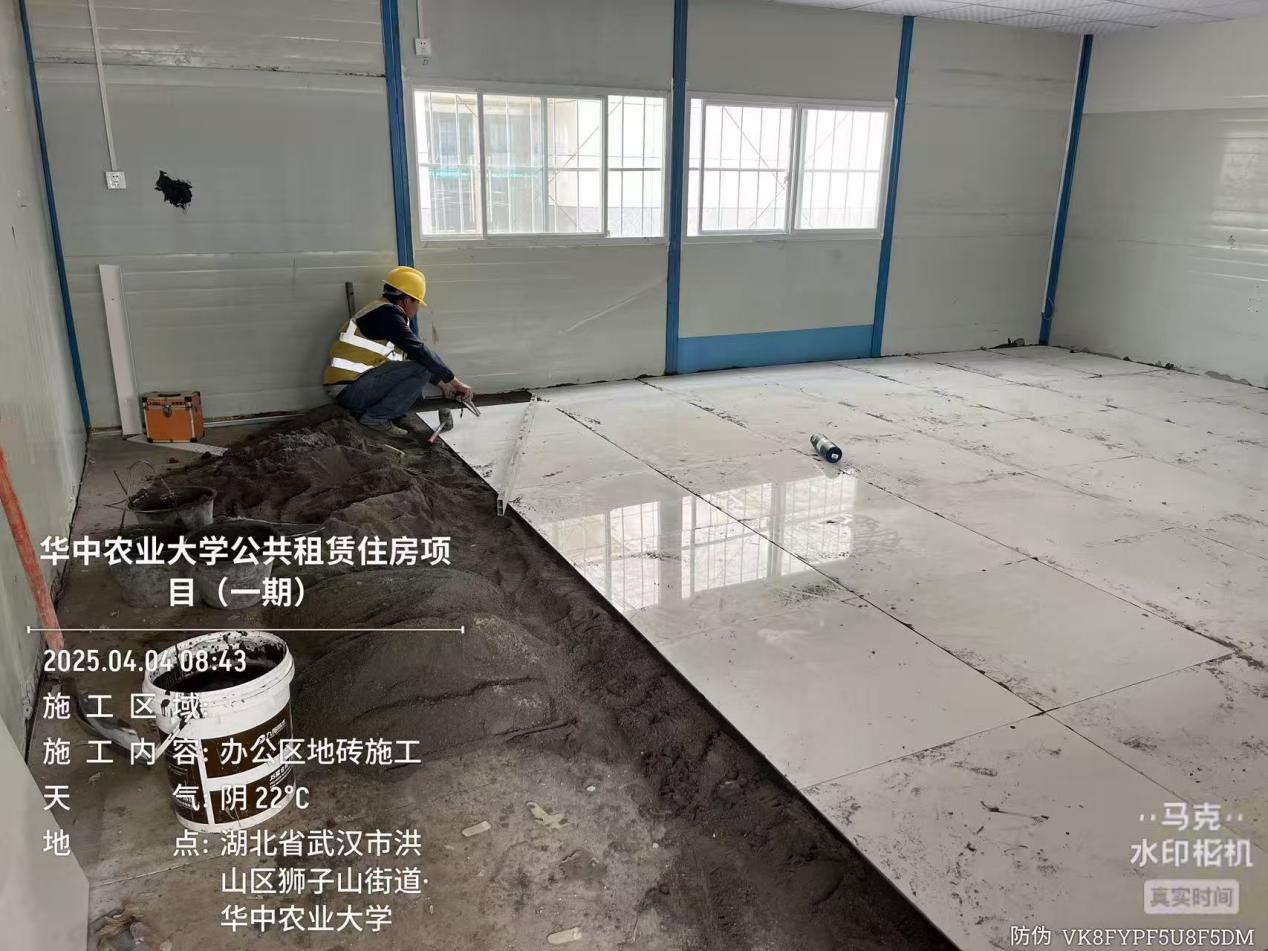 华中农业大学公共租赁住房项
目（一期）
2025.04.04 08:43
施工区域:
施工内容: 办公区地砖施工
天气: 阴 22℃
地点: 湖北省武汉市洪
山区狮子山街道·
华中农业大学
马克
水印相机
真实时间
防伪 VK8FYPF5U8F5DM